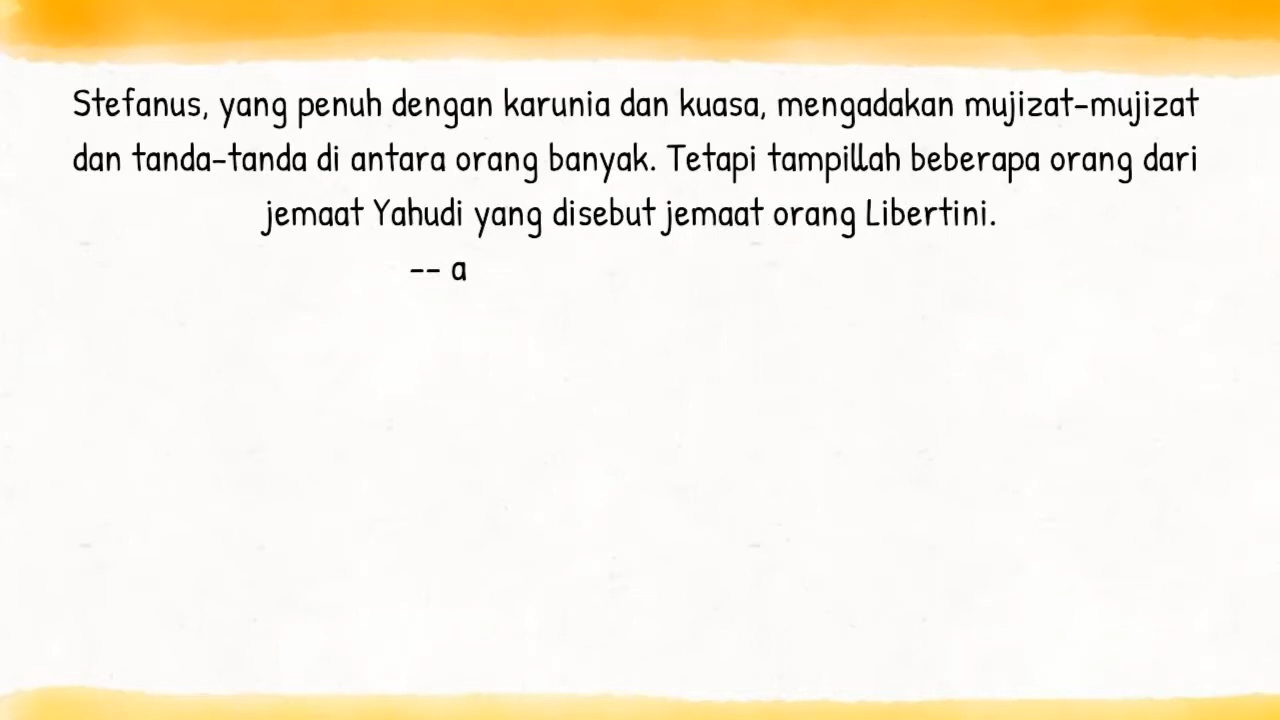 Stefanus, yang penuh dengan karunia dan kuasa, mengadakan mujizat-mujizat
dan tanda-tanda di antara orang banyak. Tetapi tampillah beberapa orang dari
jemaat Yahudi yang disebut jemaat orang Libertini.
-- a